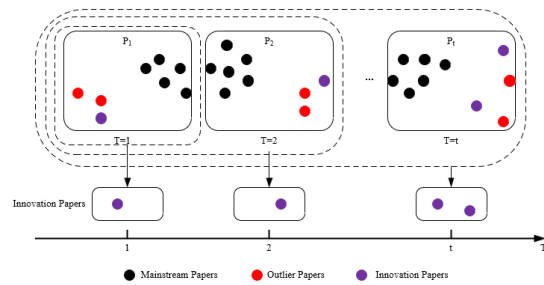 P1 P2 Pt
...
T=1 T=2 T=t
Innovation Papers
1 2 t T
Mainstream Papers Outlier Papers Innovation Papers